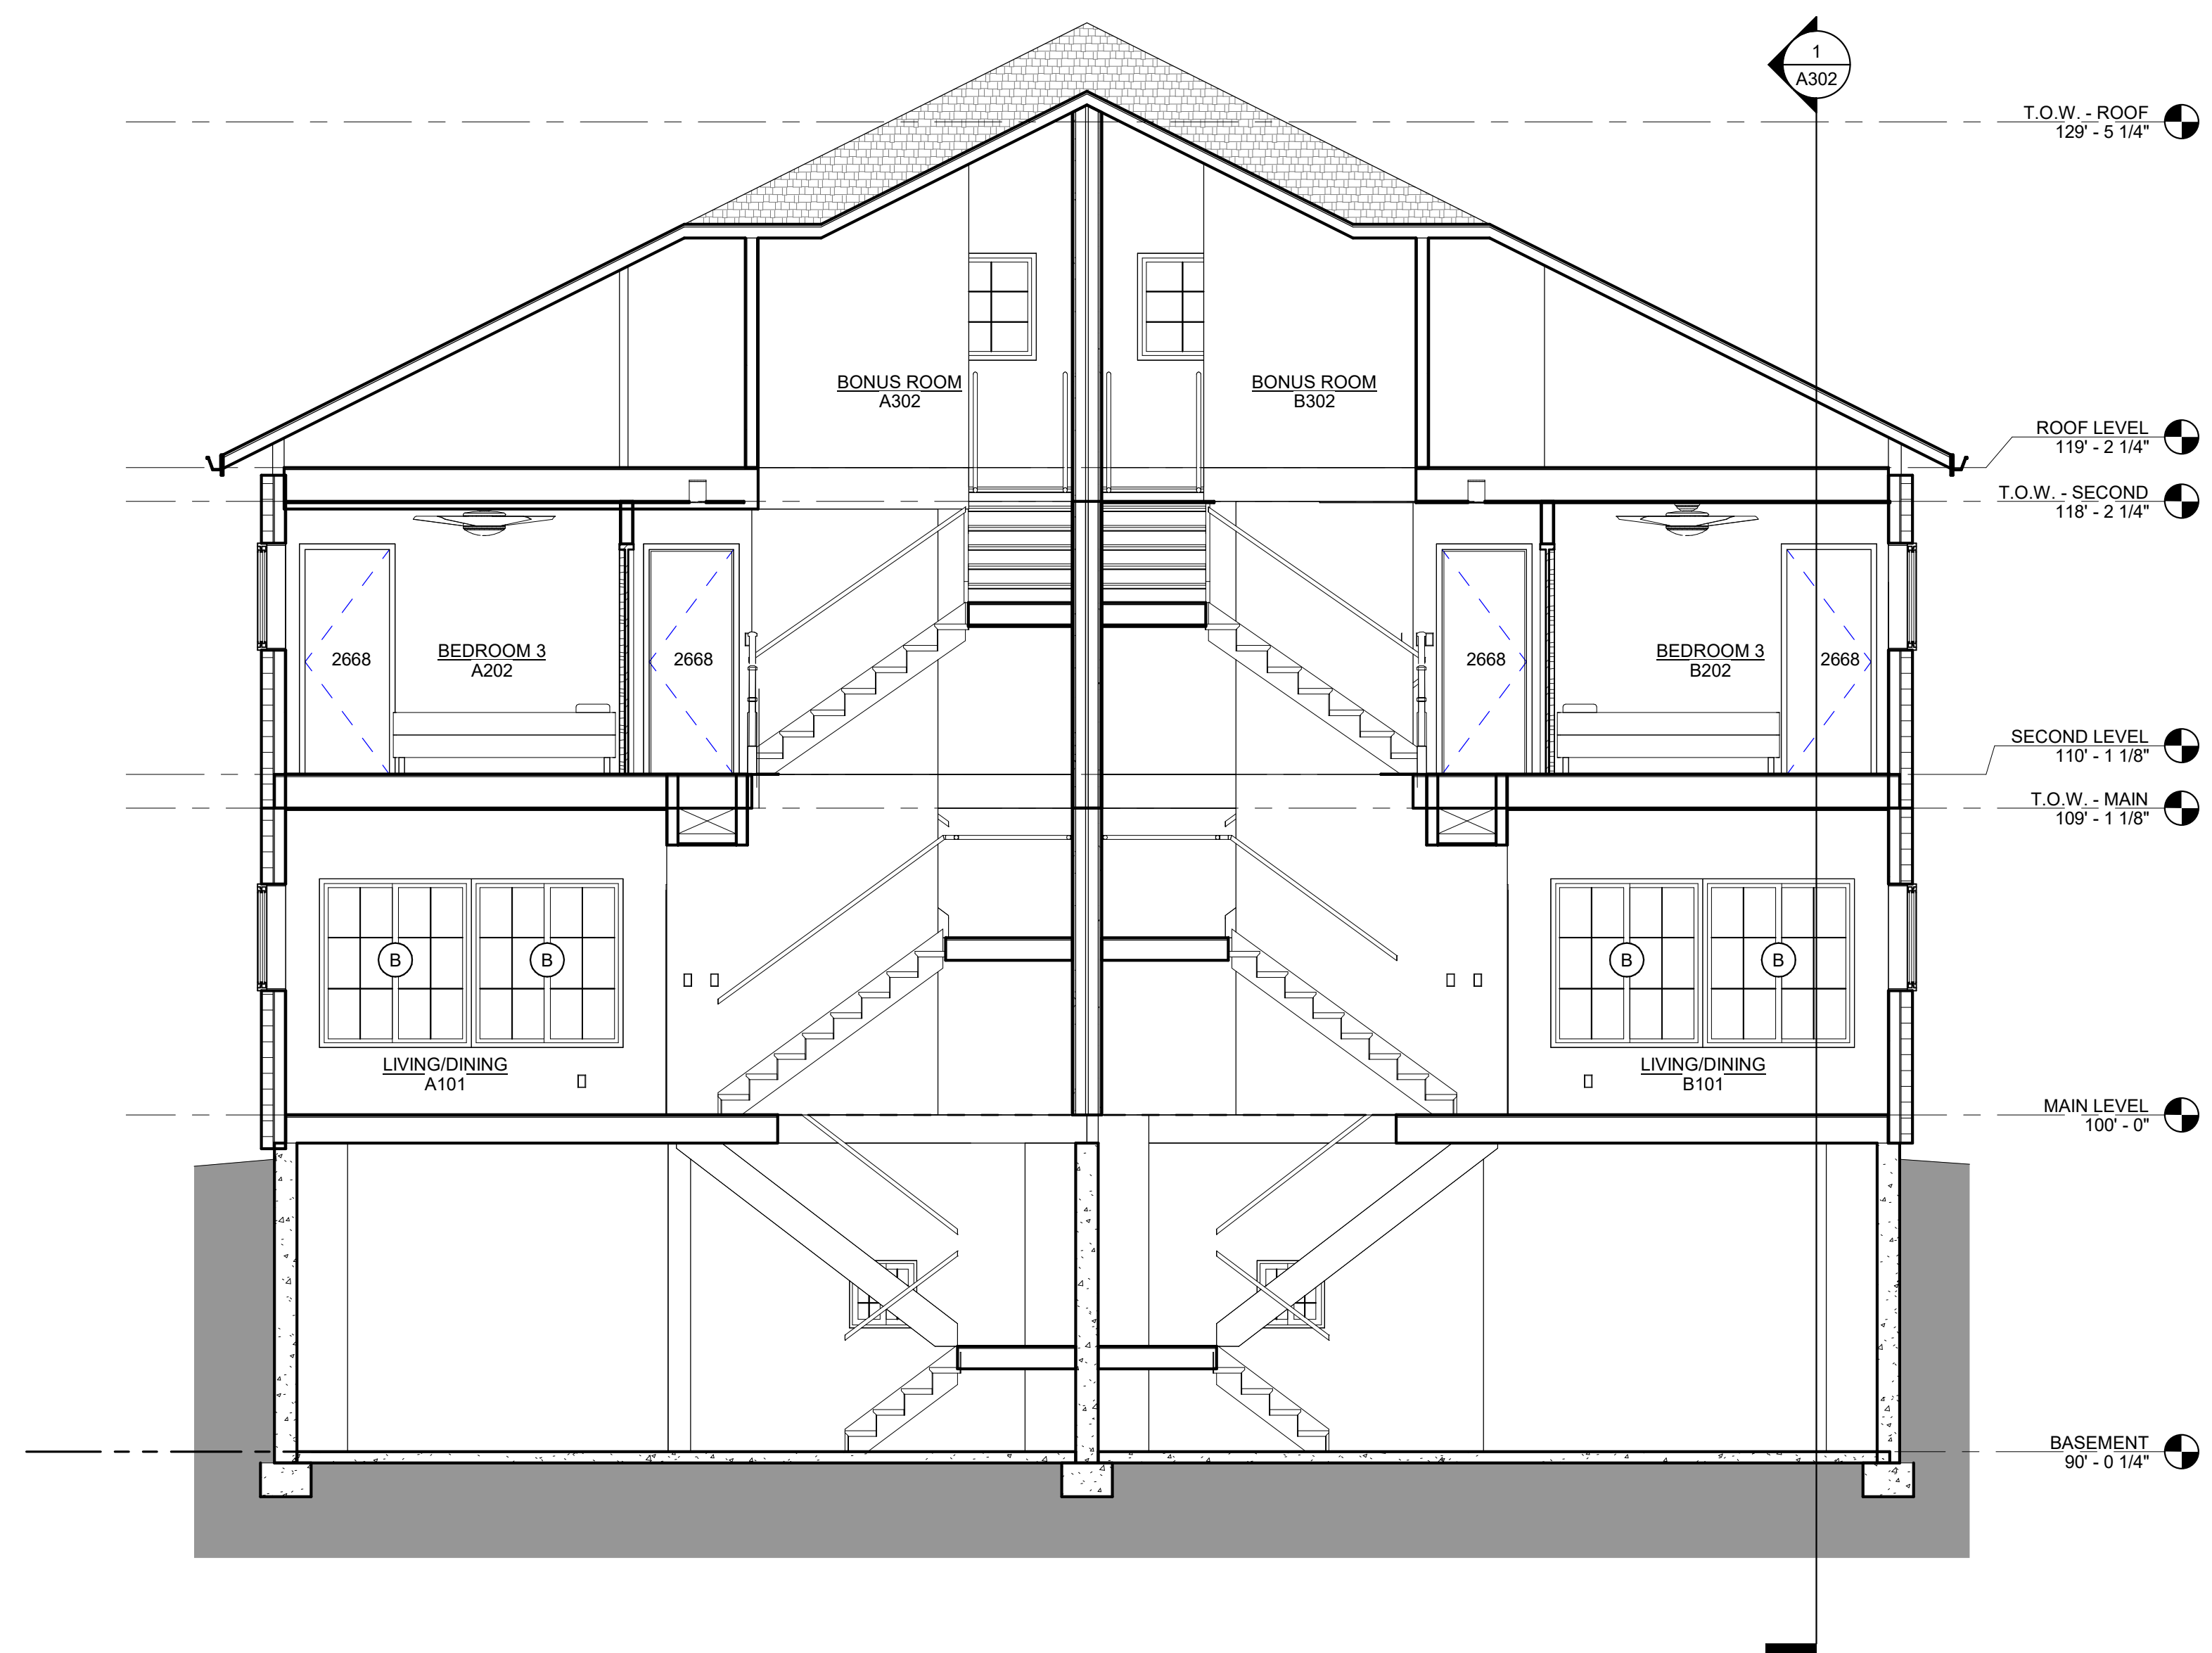 1
A302
T.O.W. - ROOF
129' - 5 1/4"
BONUS ROOM
A302
BONUS ROOM
B302
ROOF LEVEL
119' - 2 1/4"
T.O.W. - SECOND
118' - 2 1/4"
2668
BEDROOM 3
A202
2668
2668
BEDROOM 3
B202
2668
SECOND LEVEL
110' - 1 1/8"
T.O.W. - MAIN
109' - 1 1/8"
B
B
B
B
LIVING/DINING
A101
LIVING/DINING
B101
MAIN LEVEL
100' - 0"
BASEMENT
90' - 0 1/4"